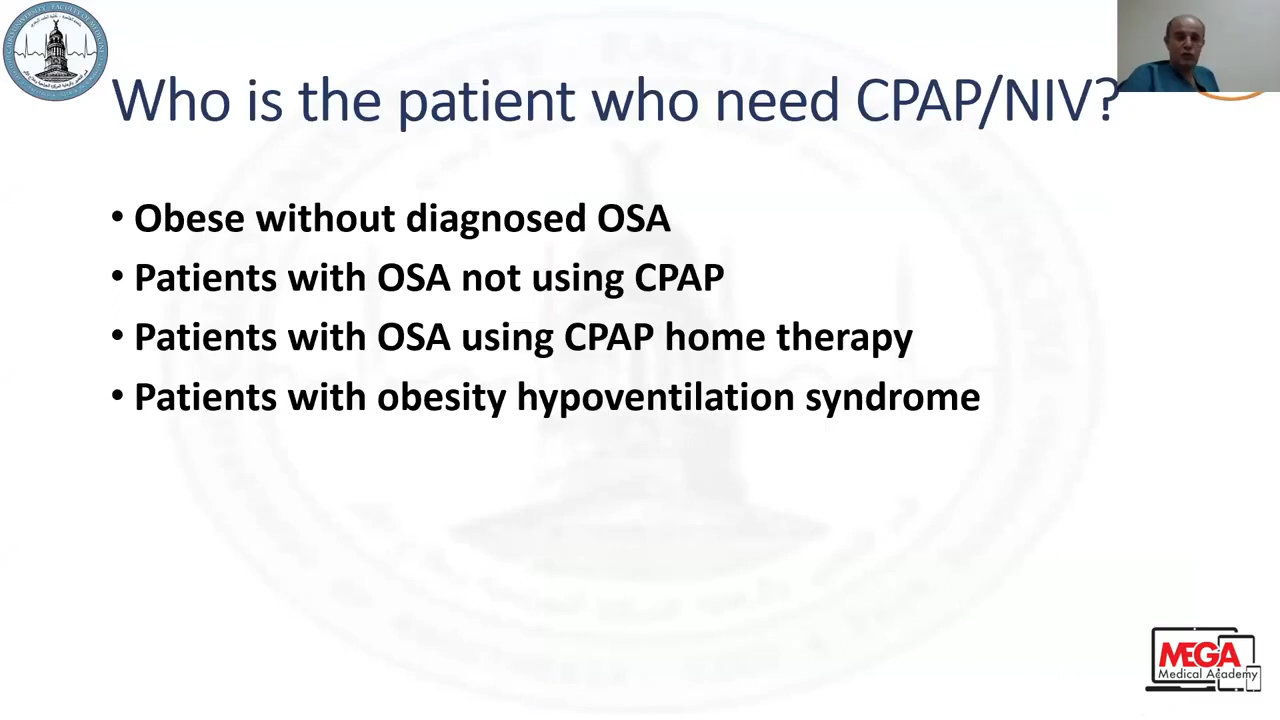 Who is the patient who need CPAP/NIV?
• Obese without diagnosed OSA
• Patients with OSA not using CPAP
• Patients with OSA using CPAP home therapy
• Patients with obesity hypoventilation syndrome
MEGA
Medical Academy